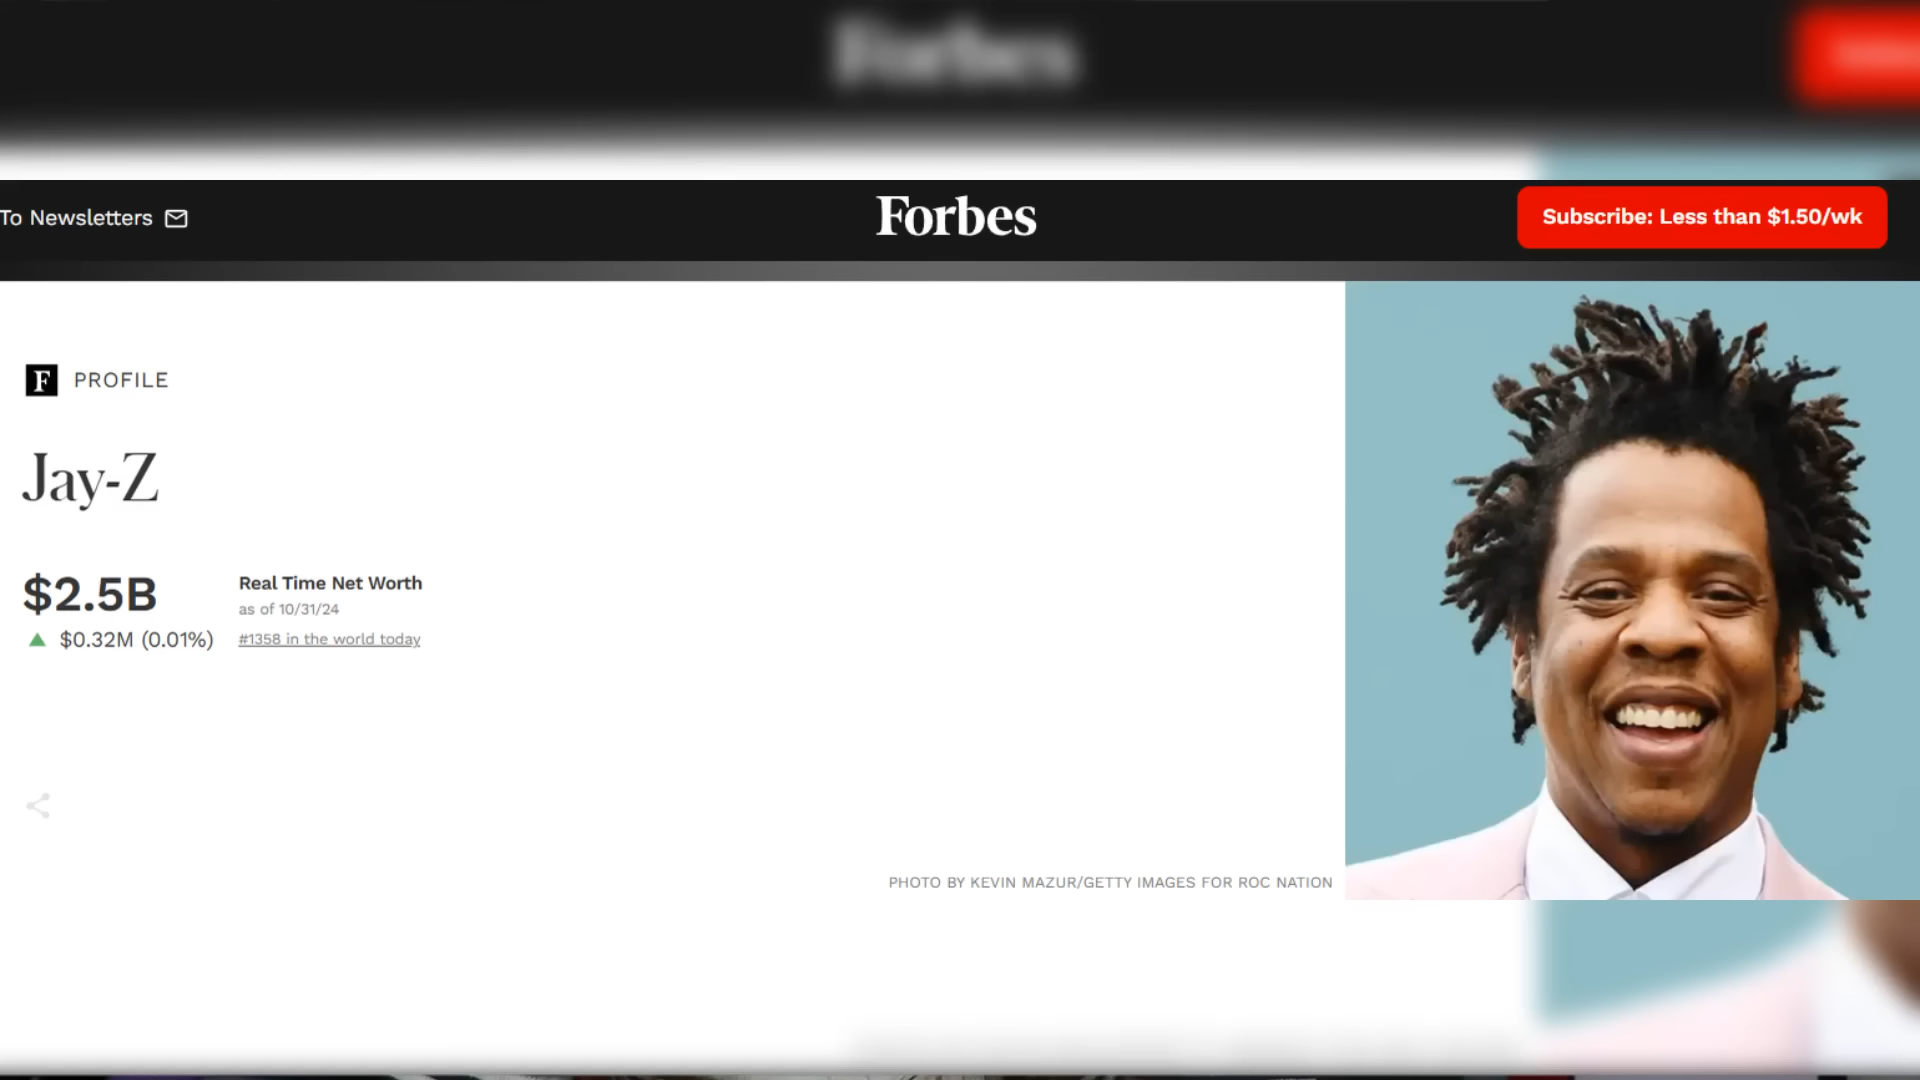 Forbes
To Newsletters
Forbes
Subscribe: Less than $1.50/wk
F PROFILE
Jay-Z
$2.5B
Real Time Net Worth
as of 10/31/24
$0.32M (0.01%)
#1358 in the world today
PHOTO BY KEVIN MAZUR/GETTY IMAGES FOR ROC NATION